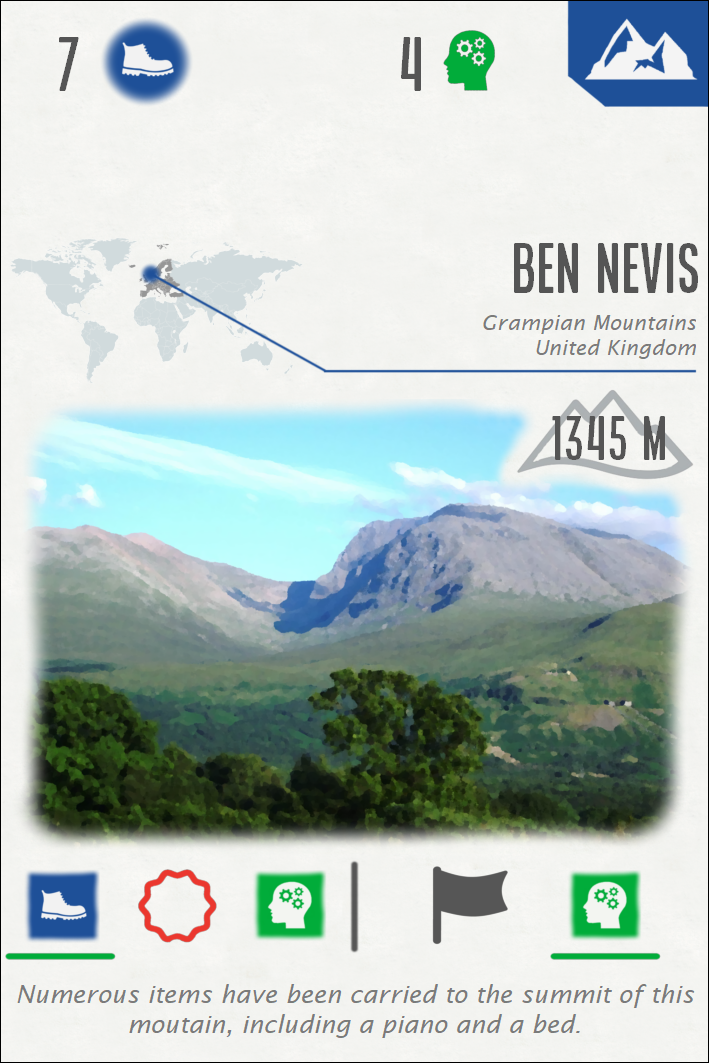 7
4
BEN NEVIS
Grampian Mountains
United Kingdom
1345 M
Numerous items have been carried to the summit of this
moutain, including a piano and a bed.